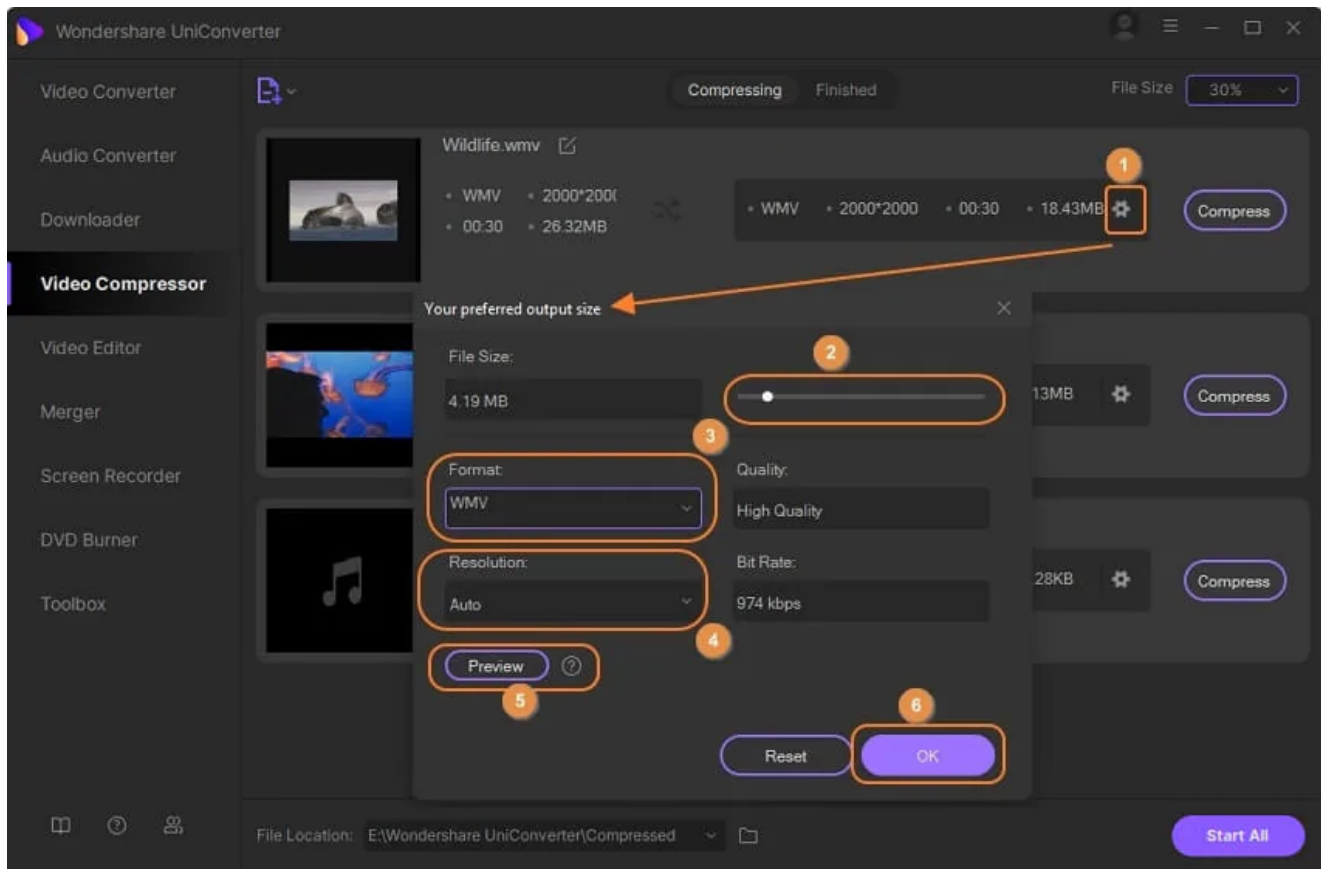 Wondershare UniConverter
Video Converter
Audio Converter
Downloader
Video Compressor
Video Editor
Merger
Screen Recorder
DVD Burner
Toolbox
Compressing
Finished
File Size
30%
Wildlife.wmv
WMV
2000*200(
00:30
26.32MB
WMV
2000*2000
00:30
18.43MB
1
Compress
Your preferred output size
File Size:
4.19 MB
2
3
Format:
WMV
Quality:
High Quality
Resolution:
Auto
Bit Rate:
974 kbps
4
Preview
?
5
6
Reset
OK
13MB
Compress
28KB
Compress
?
File Location:
E:\Wondershare UniConverter\Compressed
Start All